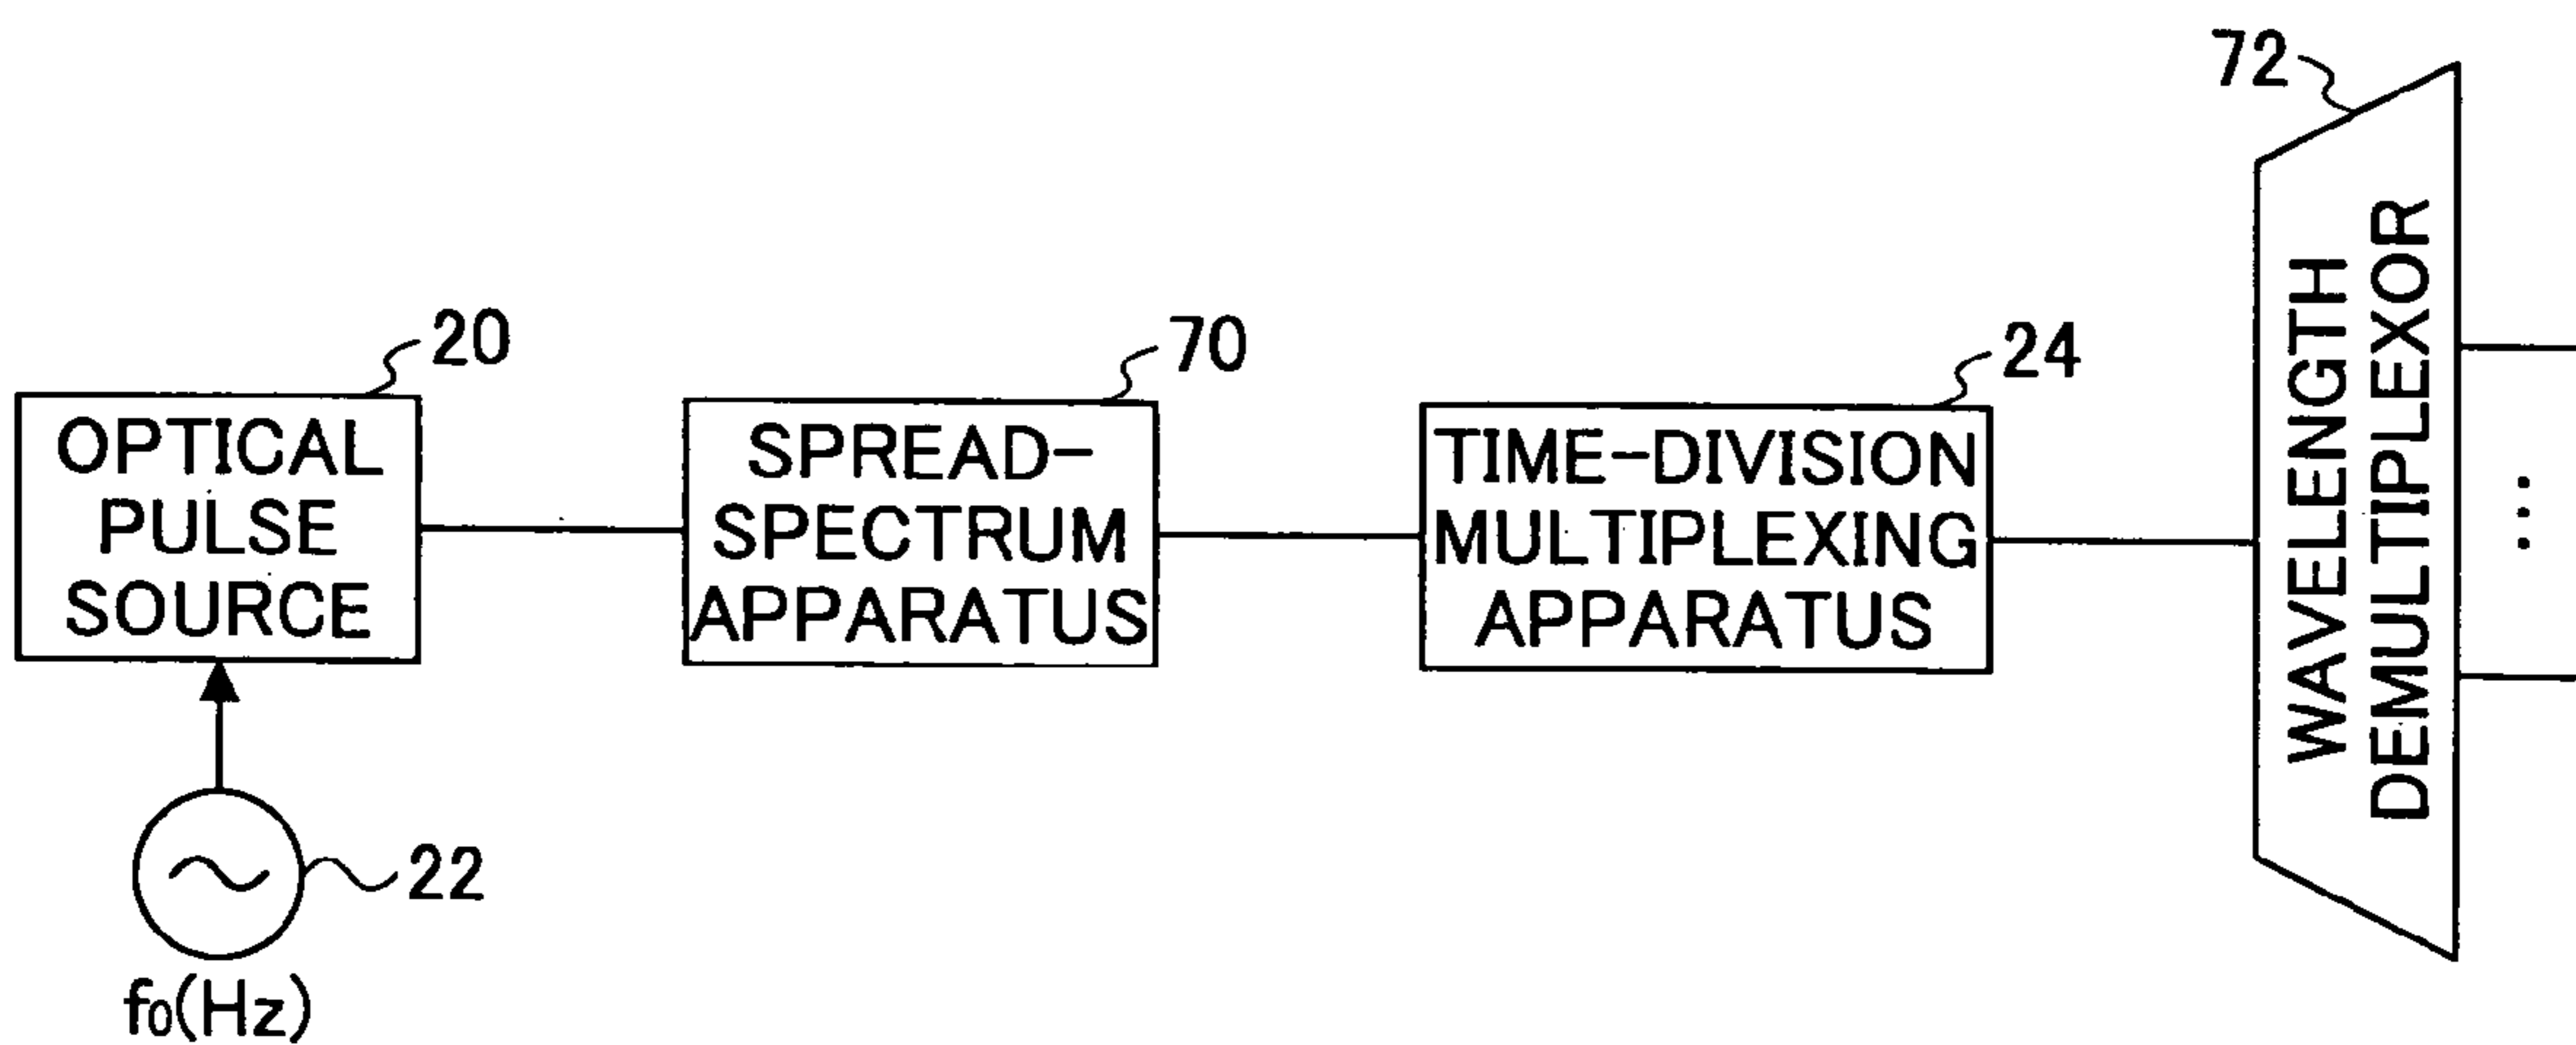 72
20
70
24
OPTICAL
PULSE
SOURCE
SPREAD-
SPECTRUM
APPARATUS
TIME-DIVISION
MULTIPLEXING
APPARATUS
WAVELENGTH
DEMULTIPLEXOR
22
f0(Hz)